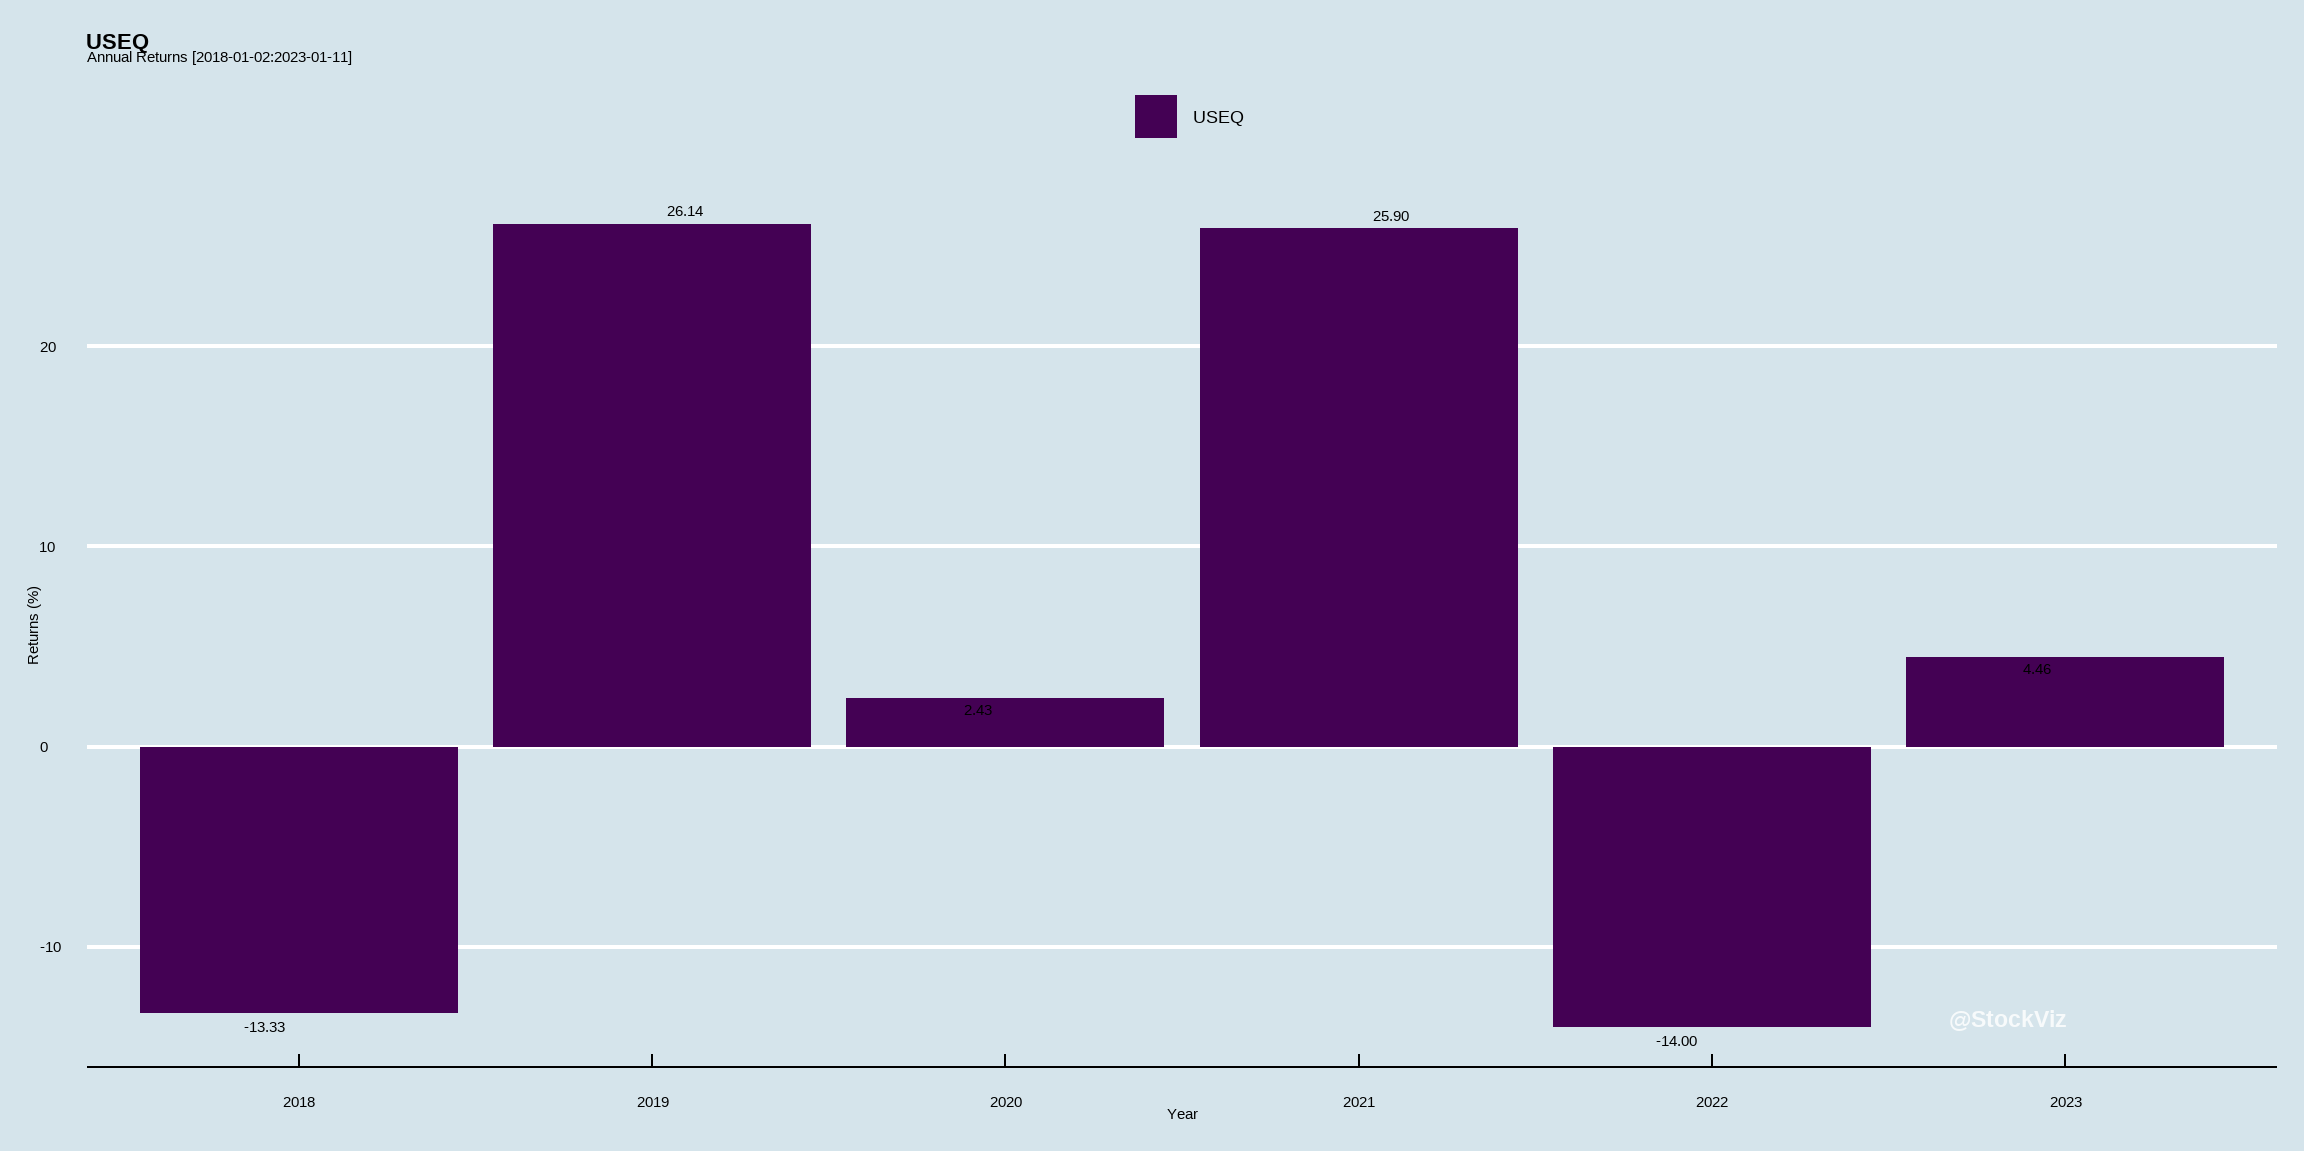 USEQ
Annual Returns [2018-01-02:2023-01-11]
USEQ
26.14
25.90
20
10
Returns (%)
4.46
2.43
0
-10
@StockViz
-13.33
-14.00
2018
2019
2020
2021
2022
2023
Year